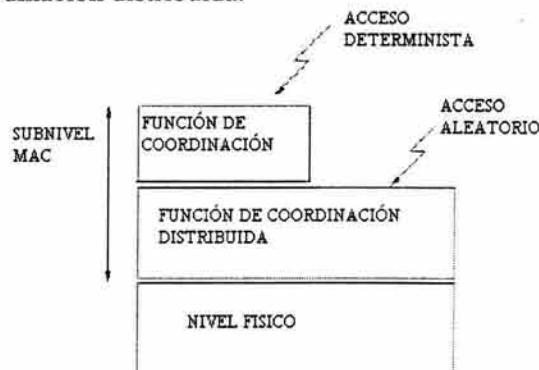 ACCESO
DETERMINISTA
ACCESO
ALEATORIO
SUBNIVEL
MAC
FUNCIÓN DE
COORDINACIÓN
FUNCIÓN DE COORDINACIÓN
DISTRIBUIDA
NIVEL FISICO